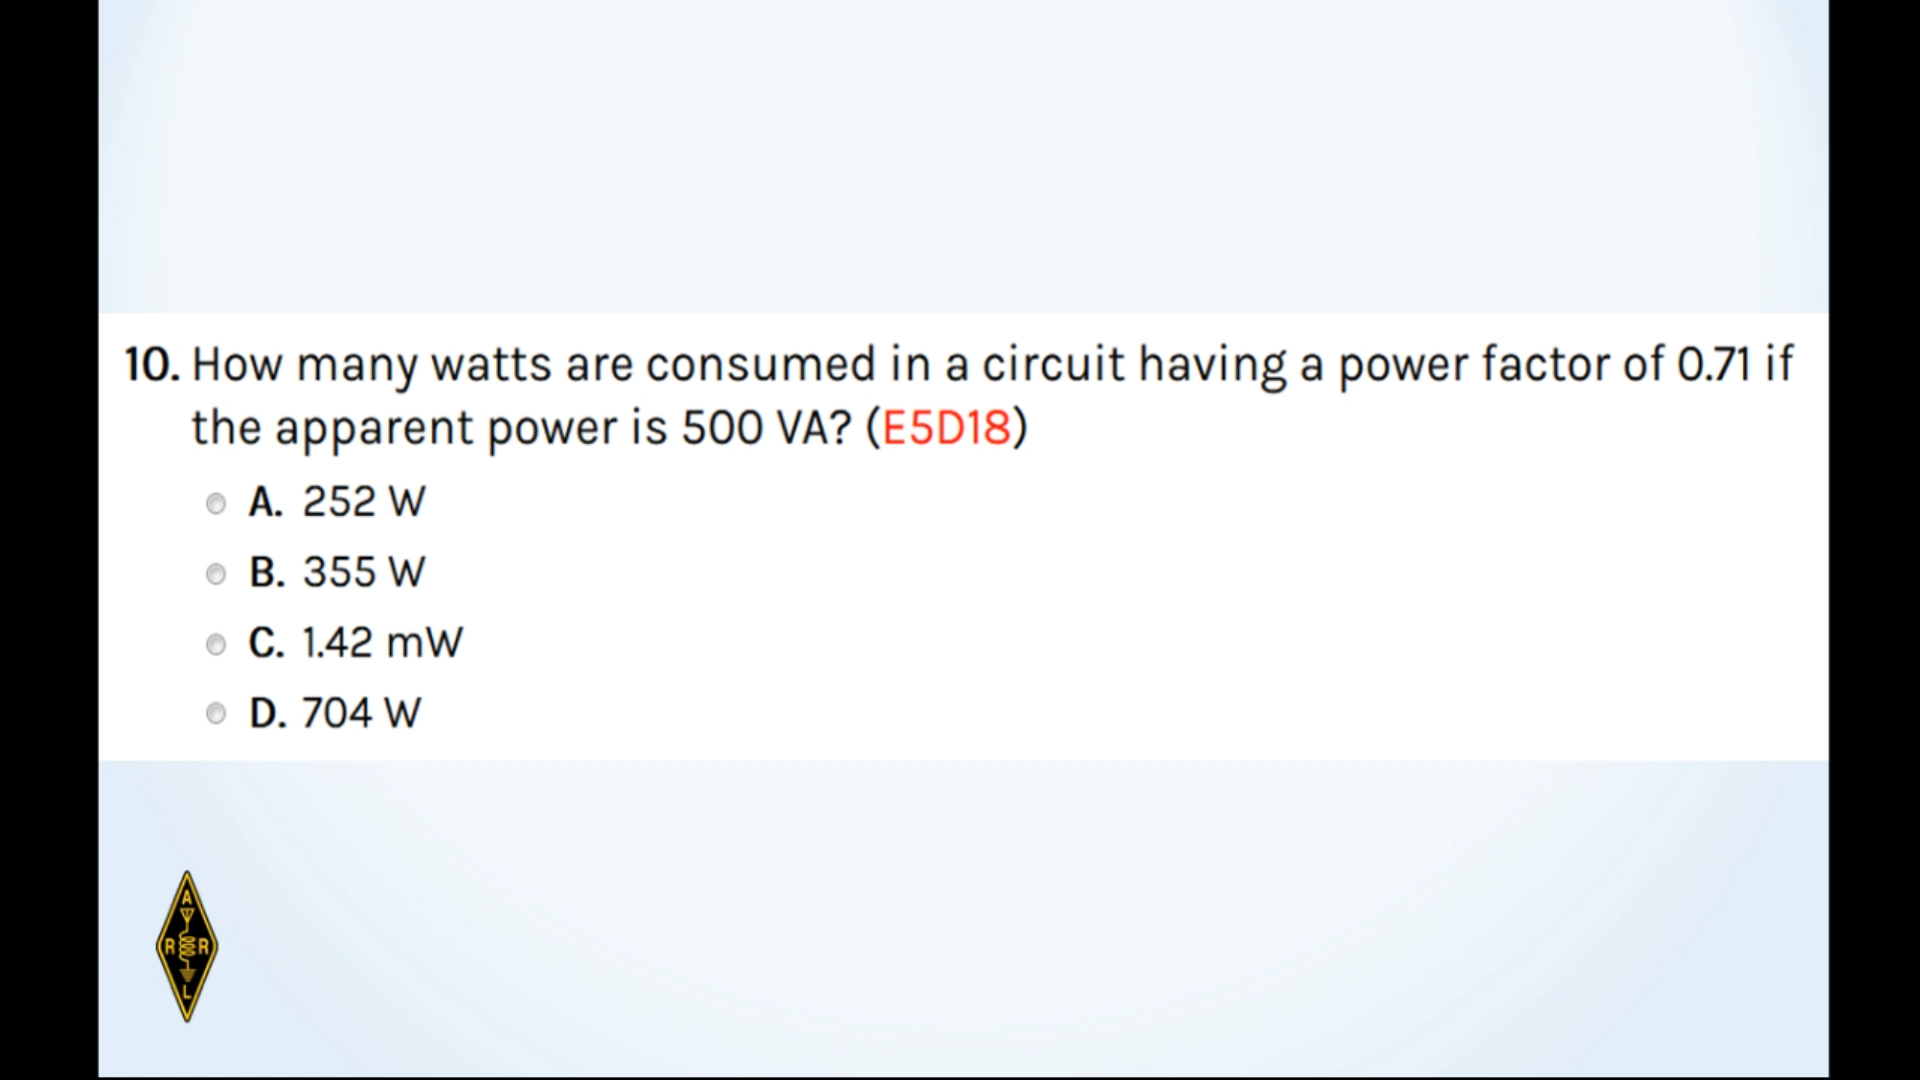 10. How many watts are consumed in a circuit having a power factor of 0.71 if
the apparent power is 500 VA? (E5D18)
A. 252 W
B. 355 W
C. 1.42 mW
D. 704 W
A
R R
L